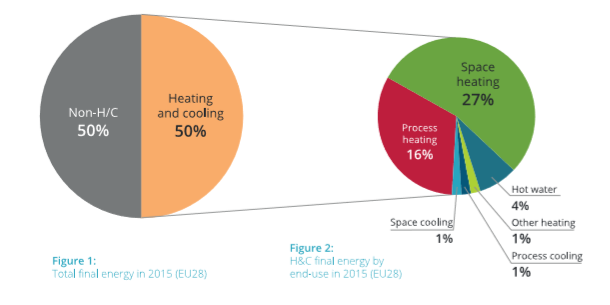 Non-H/C
50%
Heating
and cooling
50%
Space
heating
27%
Process
heating
16%
Hot water
4%
Other heating
1%
Process cooling
1%
Space cooling
1%
Figure 1:
Total final energy in 2015 (EU28)
Figure 2:
H&C final energy by
end-use in 2015 (EU28)